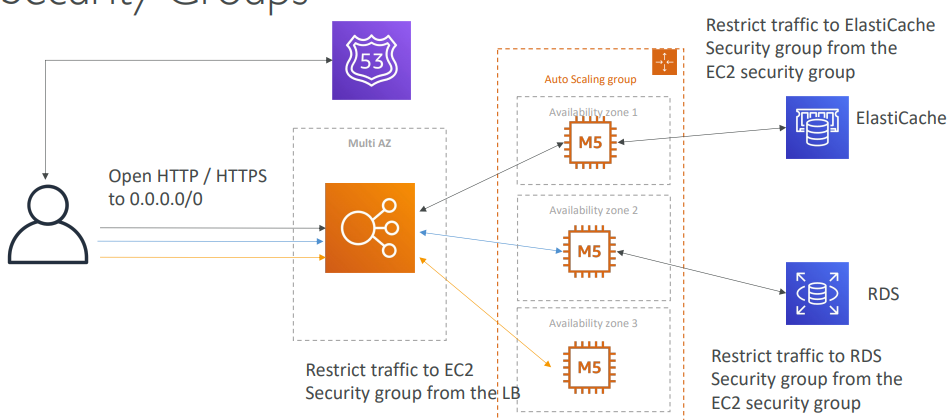 Security Groups
53
Restrict traffic to ElastiCache
Security group from the
EC2 security group
Auto Scaling group
Availability zone 1
M5
ElastiCache
Multi AZ
Open HTTP / HTTPS
to 0.0.0.0/0
Availability zone 2
M5
RDS
Availability zone 3
M5
Restrict traffic to EC2
Security group from the LB
Restrict traffic to RDS
Security group from the
EC2 security group